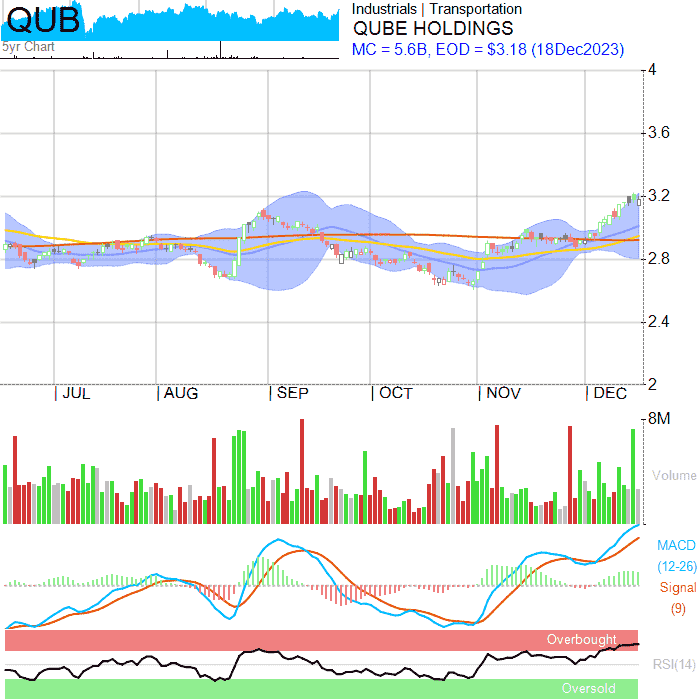 QUB
5yr Chart
Industrials | Transportation
QUBE HOLDINGS
MC = 5.6B, EOD = $3.18 (18Dec2023)
4
3.6
3.2
2.8
2.4
2
JUL AUG SEP OCT NOV DEC
8M
Volume
MACD
(12-26)
Signal
(9)
Overbought
RSI(14)
Oversold